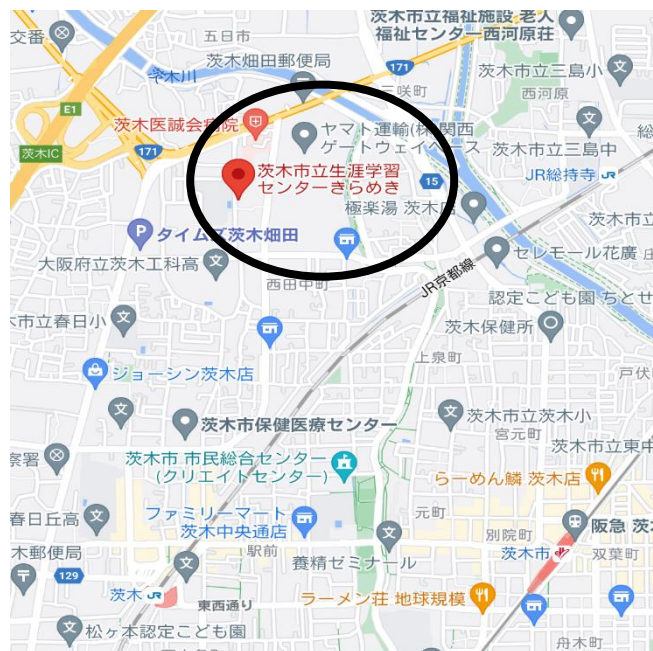 茨木市立福祉施設 老人
福祉センター西河原荘
交番
五日市
茨木畑田郵便局
茨木川
171
三咲町
茨木市立三島小
西河原
E1
茨木医誠会病院
ヤマト運輸(株)関西
ゲートウェイベース
茨木市立三島中
総
茨木IC
171
茨木市立生涯学習
センターきらめき
15
JR総持寺
極楽湯 茨木店
茨木市立
タイムズ茨木畑田
セレモール花廣
大阪府立茨木工科高
JR京都線
西田中町
認定こども園 ちとせ
木市立春日小
茨木保健所
上泉町
戸伏
ジョーシン茨木店
茨木市保健医療センター
茨木市立茨木小
宮元町
茨木市立東中
察署
茨木市 市民総合センター
(クリエイトセンター)
らーめん鱗 茨木店
春日丘高
ファミリーマート
茨木中央通店
元町
別院町
阪急 茨
木郵便局
駅前
養精ゼミナール
茨木市
双葉町
129
茨木
JR
東西通り
ラーメン荘 地球規模
松ヶ本認定こども園
舟木町